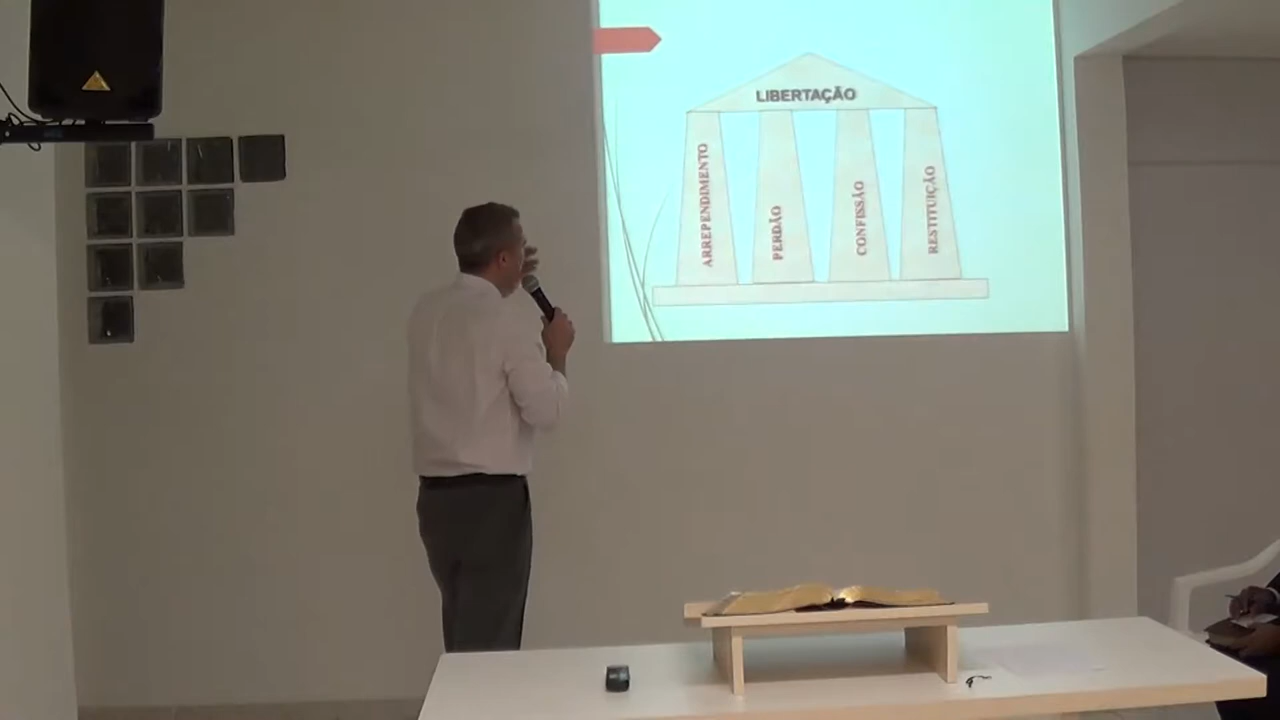 LIBERTAÇÃO
ARREPENDIMENTO
PERDÃO
CONFISSÃO
RESTITUIÇÃO